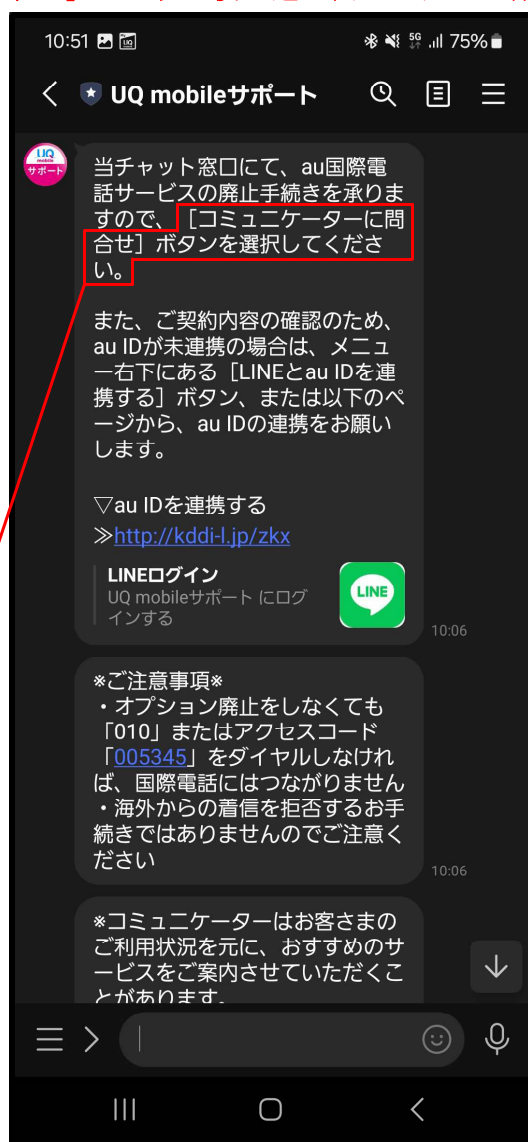 10:51
5G
75%
UQ mobileサポート
UQ
mobile
サポート
当チャット窓口にて、au国際電
話サービスの廃止手続きを承りま
すので、［コミュニケーターに問
合せ］ボタンを選択してくださ
い。
また、ご契約内容の確認のため、
au IDが未連携の場合は、メニュ
ー右下にある［LINEとau IDを連
携する］ボタン、または以下のペ
ージから、au IDの連携をお願い
します。
▽au IDを連携する
≫http://kddi-l.jp/zkx
LINEログイン
UQ mobileサポート にログ
インする
LINE
10:06
※ご注意事項※
・オプション廃止をしなくても
「010」またはアクセスコード
「005345」をダイヤルしなけれ
ば、国際電話にはつながりません
・海外からの着信を拒否するお手
続きではありませんのでご注意く
ださい
10:06
※コミュニケーターはお客さまの
ご利用状況を元に、おすすめのサ
ービスをご案内させていただくこ
とがあります。